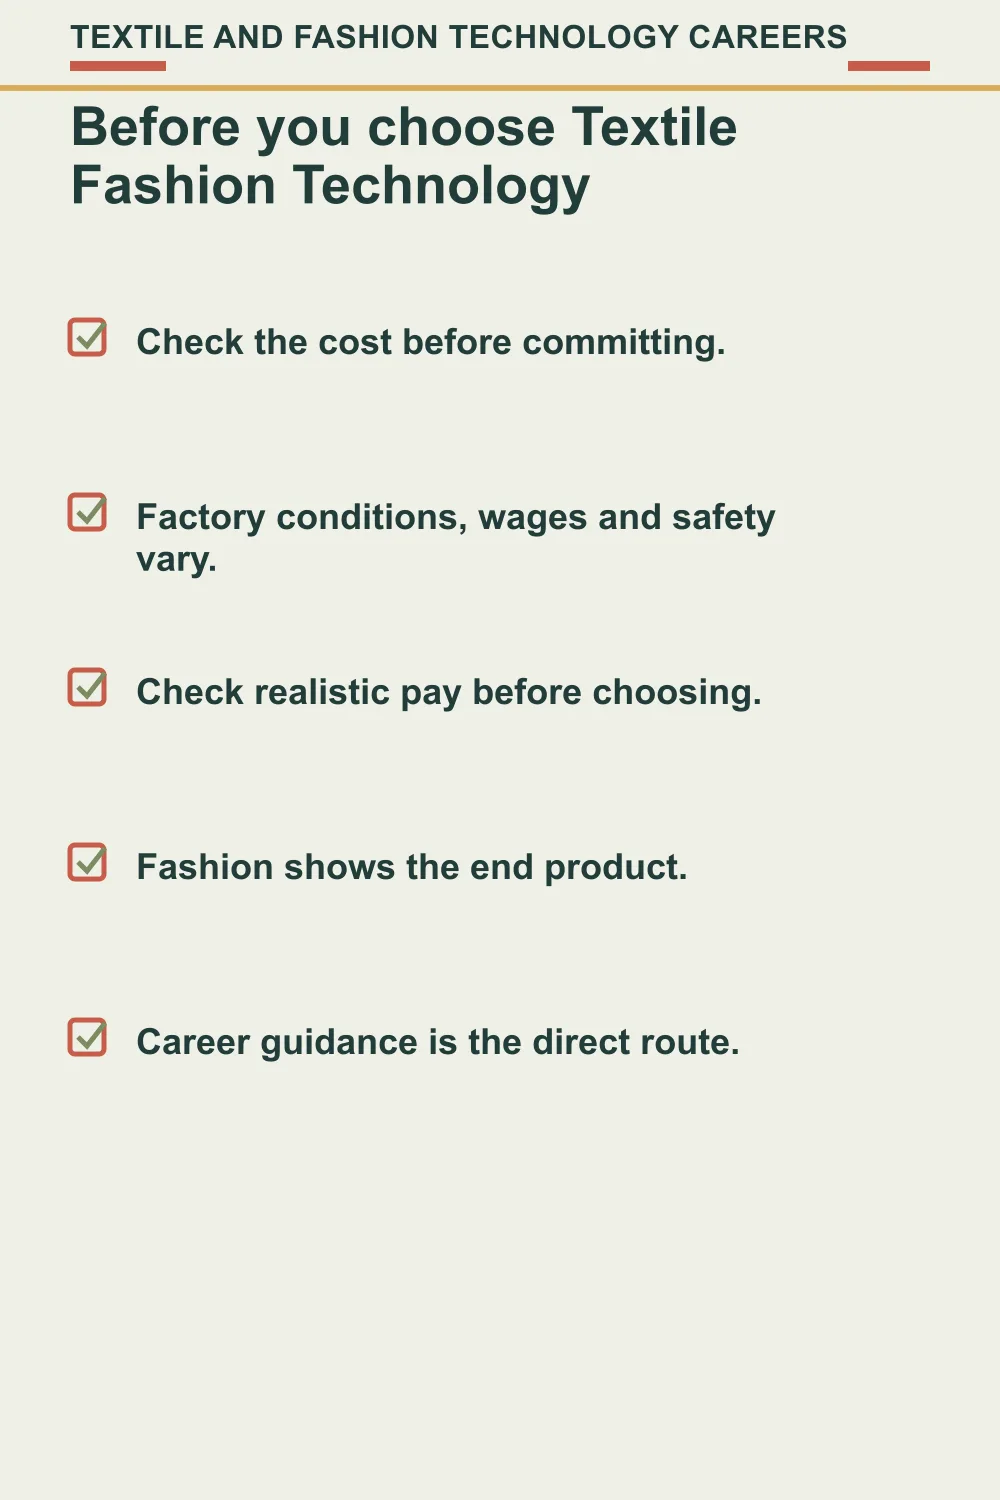 TEXTILE AND FASHION TECHNOLOGY CAREERS
Before you choose Textile
Fashion Technology
Check the cost before committing.
Factory conditions, wages and safety
vary.
Check realistic pay before choosing.
Fashion shows the end product.
Career guidance is the direct route.